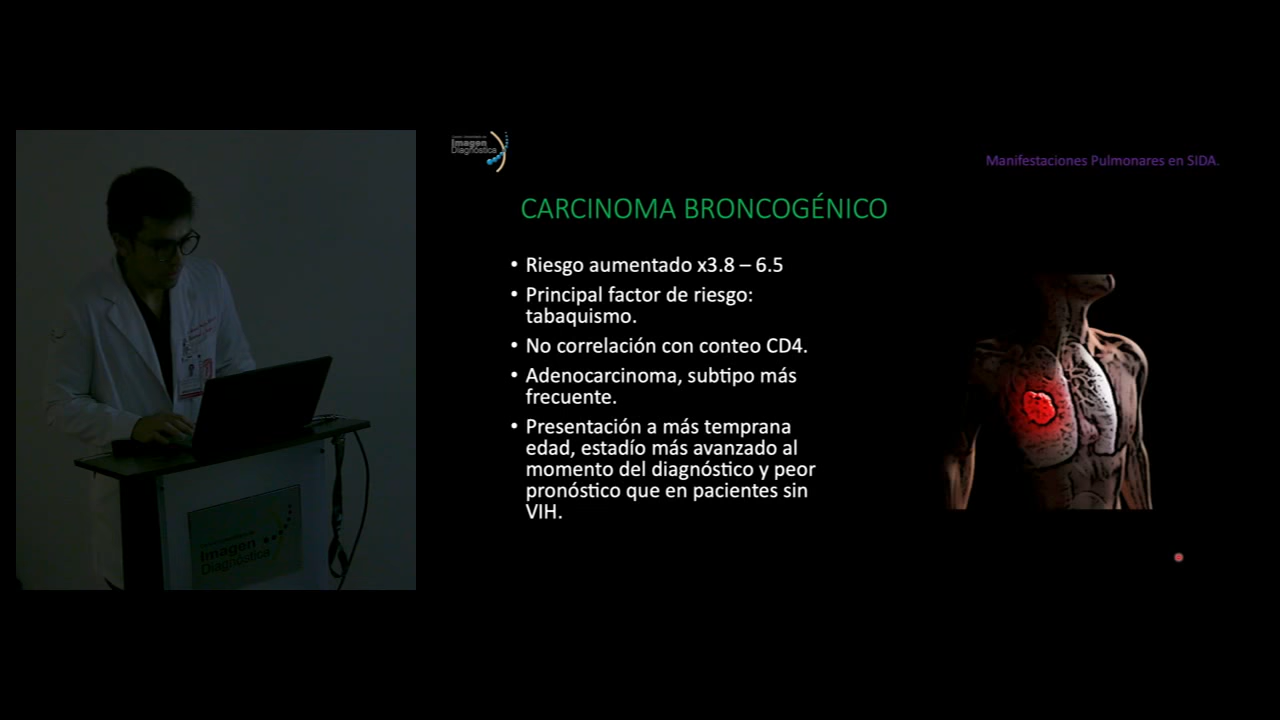 Imagen
Diagnóstica
Manifestaciones Pulmonares en SIDA.
CARCINOMA BRONCOGÉNICO
• Riesgo aumentado x3.8 – 6.5
• Principal factor de riesgo:
tabaquismo.
• No correlación con conteo CD4.
• Adenocarcinoma, subtipo más
frecuente.
• Presentación a más temprana
edad, estadío más avanzado al
momento del diagnóstico y peor
pronóstico que en pacientes sin
VIH.
Imagen
Diagnóstica